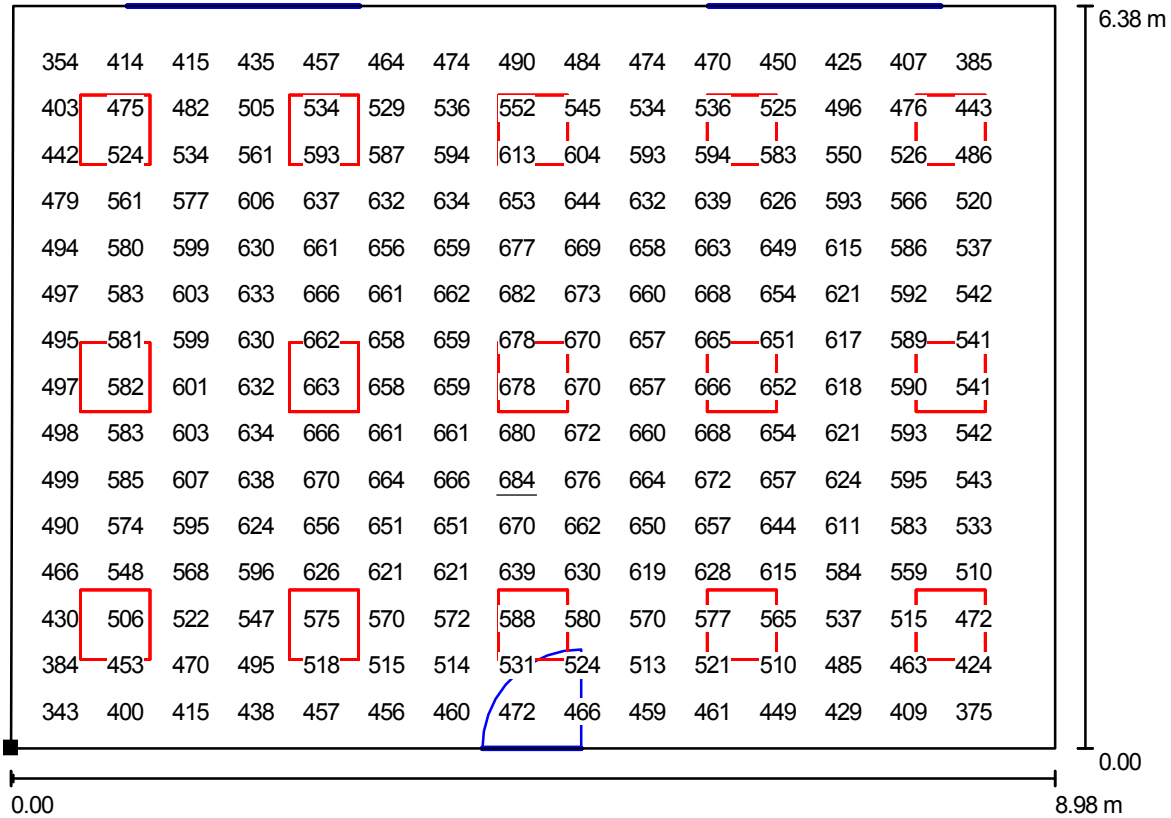 6.38 m
354 414 415 435 457 464 474 490 484 474 470 450 425 407 385
403 475 482 505 534 529 536 552 545 534 536 525 496 476 443
442 524 534 561 593 587 594 613 604 593 594 583 550 526 486
479 561 577 606 637 632 634 653 644 632 639 626 593 566 520
494 580 599 630 661 656 659 677 669 658 663 649 615 586 537
497 583 603 633 666 661 662 682 673 660 668 654 621 592 542
495 581 599 630 662 658 659 678 670 657 665 651 617 589 541
497 582 601 632 663 658 659 678 670 657 666 652 618 590 541
498 583 603 634 666 661 661 680 672 660 668 654 621 593 542
499 585 607 638 670 664 666 684 676 664 672 657 624 595 543
490 574 595 624 656 651 651 670 662 650 657 644 611 583 533
466 548 568 596 626 621 621 639 630 619 628 615 584 559 510
430 506 522 547 575 570 572 588 580 570 577 565 537 515 472
384 453 470 495 518 515 514 531 524 513 521 510 485 463 424
343 400 415 438 457 456 460 472 466 459 461 449 429 409 375
0.00
0.00 8.98 m